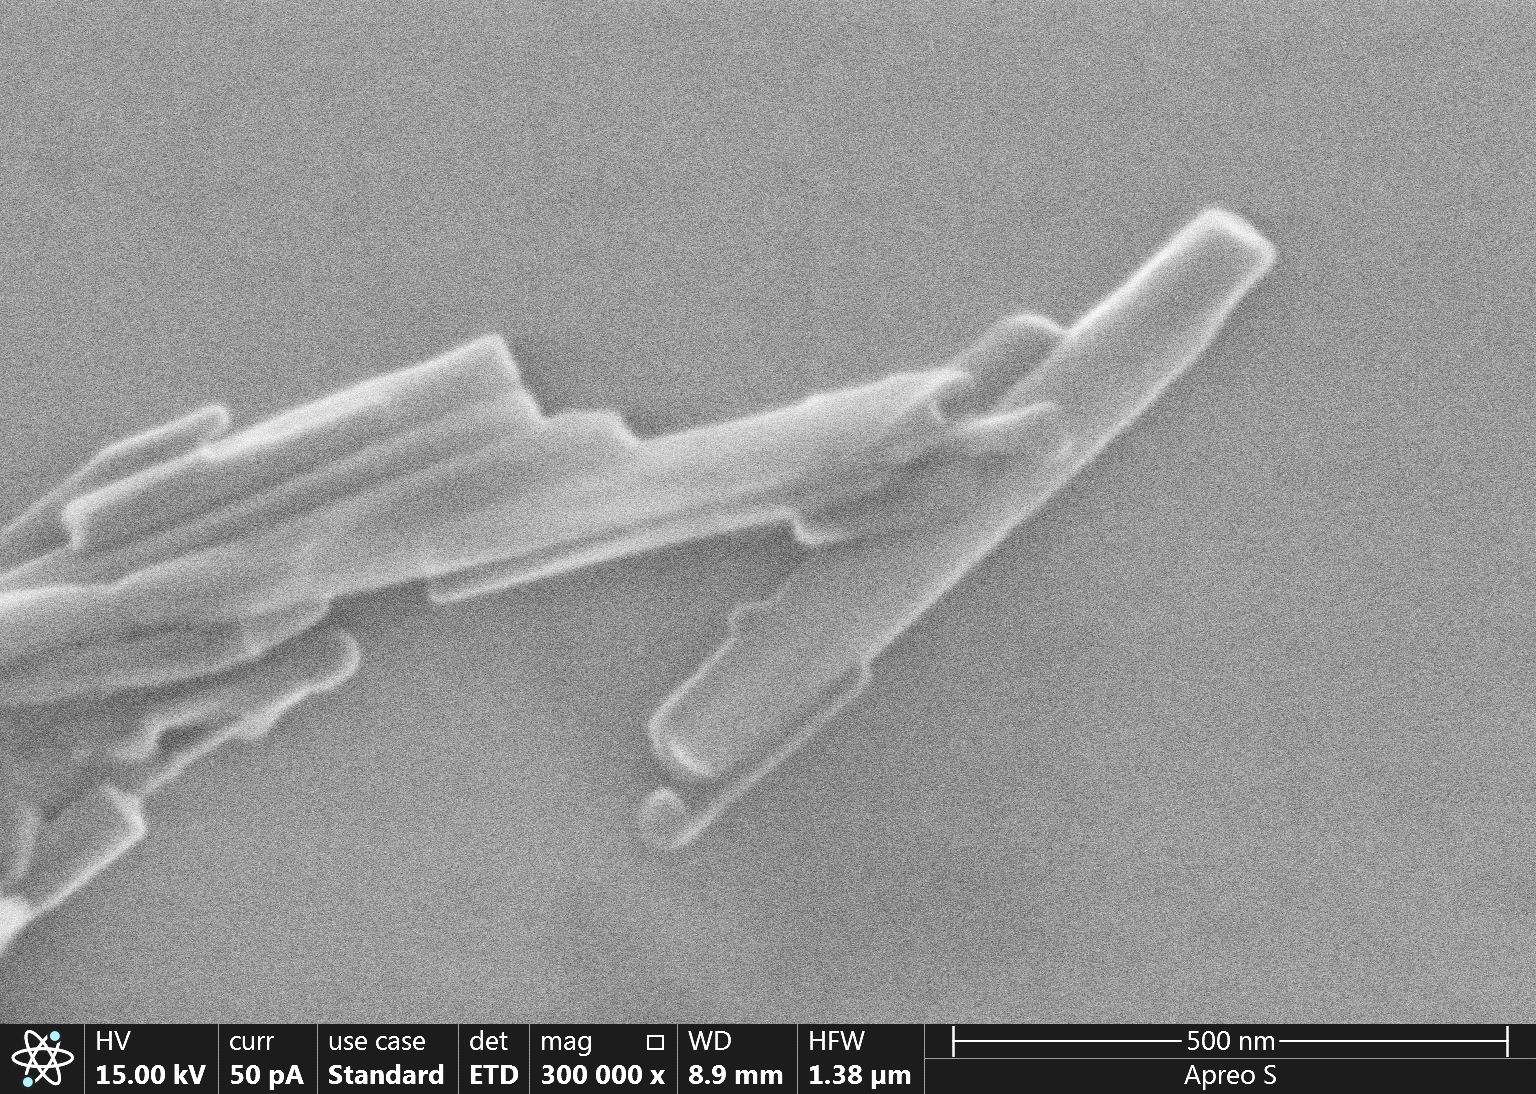 HV curr use case det mag WD HFW 500 nm
15.00 kV 50 pA Standard ETD 300 000 x 8.9 mm 1.38 µm Apreo S